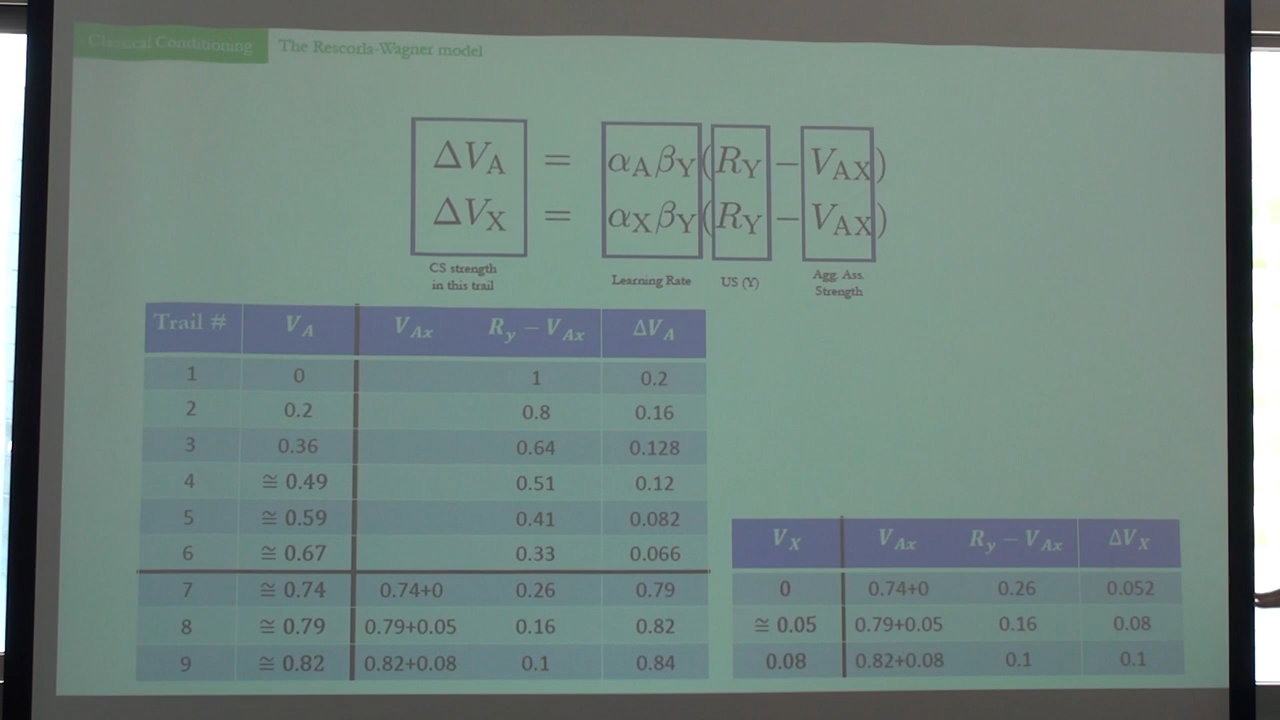 Classical Conditioning The Rescorla-Wagner model
ΔV_A = α_A β_Y (R_Y − V_AX)
ΔV_X = α_X β_Y (R_Y − V_AX)
CS strength
in this trail
Learning Rate
US (Y)
Agg. Ass.
Strength
Trail # V_A V_Ax R_y − V_Ax ΔV_A
1 0 1 0.2
2 0.2 0.8 0.16
3 0.36 0.64 0.128
4 ≅ 0.49 0.51 0.12
5 ≅ 0.59 0.41 0.082
6 ≅ 0.67 0.33 0.066
7 ≅ 0.74 0.74+0 0.26 0.79
8 ≅ 0.79 0.79+0.05 0.16 0.82
9 ≅ 0.82 0.82+0.08 0.1 0.84
V_X V_Ax R_y − V_Ax ΔV_X
0 0.74+0 0.26 0.052
≅ 0.05 0.79+0.05 0.16 0.08
0.08 0.82+0.08 0.1 0.1